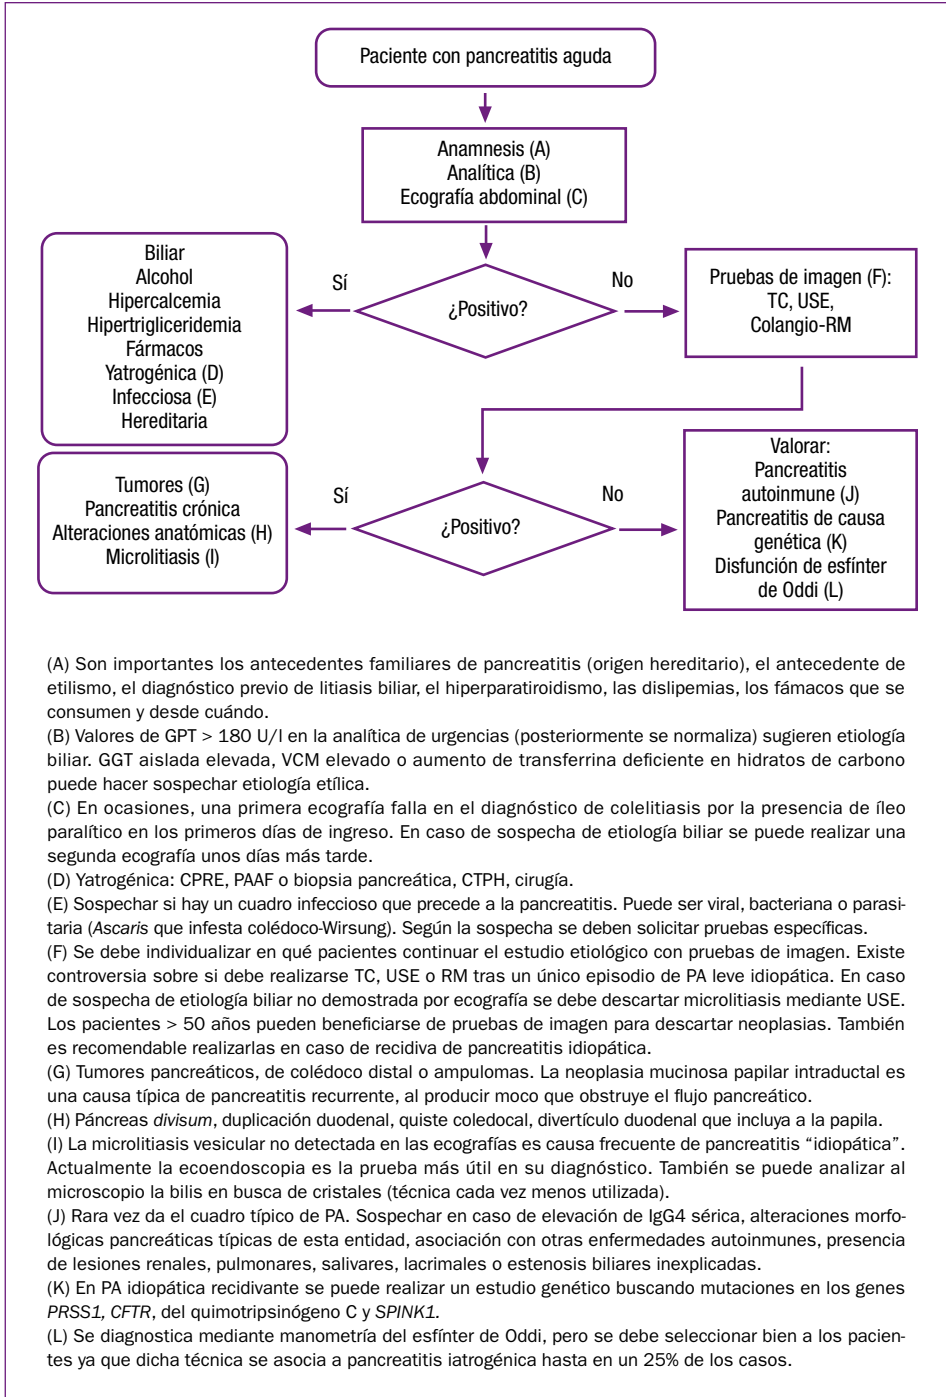 Paciente con pancreatitis aguda
Anamnesis (A)
Analítica (B)
Ecografía abdominal (C)
Biliar
Alcohol
Hipercalcemia
Hipertrigliceridemia
Fármacos
Yatrogénica (D)
Infecciosa (E)
Hereditaria
Sí
¿Positivo?
No
Pruebas de imagen (F):
TC, USE,
Colangio-RM
Tumores (G)
Pancreatitis crónica
Alteraciones anatómicas (H)
Microlitiasis (I)
Sí
¿Positivo?
No
Valorar:
Pancreatitis
autoinmune (J)
Pancreatitis de causa
genética (K)
Disfunción de esfínter
de Oddi (L)
(A) Son importantes los antecedentes familiares de pancreatitis (origen hereditario), el antecedente de
etilismo, el diagnóstico previo de litiasis biliar, el hiperparatiroidismo, las dislipemias, los fámacos que se
consumen y desde cuándo.
(B) Valores de GPT > 180 U/l en la analítica de urgencias (posteriormente se normaliza) sugieren etiología
biliar. GGT aislada elevada, VCM elevado o aumento de transferrina deficiente en hidratos de carbono
puede hacer sospechar etiología etílica.
(C) En ocasiones, una primera ecografía falla en el diagnóstico de colelitiasis por la presencia de íleo
paralítico en los primeros días de ingreso. En caso de sospecha de etiología biliar se puede realizar una
segunda ecografía unos días más tarde.
(D) Yatrogénica: CPRE, PAAF o biopsia pancreática, CTPH, cirugía.
(E) Sospechar si hay un cuadro infeccioso que precede a la pancreatitis. Puede ser viral, bacteriana o parasi-
taria (Ascaris que infesta colédoco-Wirsung). Según la sospecha se deben solicitar pruebas específicas.
(F) Se debe individualizar en qué pacientes continuar el estudio etiológico con pruebas de imagen. Existe
controversia sobre si debe realizarse TC, USE o RM tras un único episodio de PA leve idiopática. En caso
de sospecha de etiología biliar no demostrada por ecografía se debe descartar microlitiasis mediante USE.
Los pacientes > 50 años pueden beneficiarse de pruebas de imagen para descartar neoplasias. También
es recomendable realizarlas en caso de recidiva de pancreatitis idiopática.
(G) Tumores pancreáticos, de colédoco distal o ampulomas. La neoplasia mucinosa papilar intraductal es
una causa típica de pancreatitis recurrente, al producir moco que obstruye el flujo pancreático.
(H) Páncreas divisum, duplicación duodenal, quiste coledocal, divertículo duodenal que incluya a la papila.
(I) La microlitiasis vesicular no detectada en las ecografías es causa frecuente de pancreatitis “idiopática”.
Actualmente la ecoendoscopia es la prueba más útil en su diagnóstico. También se puede analizar al
microscopio la bilis en busca de cristales (técnica cada vez menos utilizada).
(J) Rara vez da el cuadro típico de PA. Sospechar en caso de elevación de IgG4 sérica, alteraciones morfo-
lógicas pancreáticas típicas de esta entidad, asociación con otras enfermedades autoinmunes, presencia
de lesiones renales, pulmonares, salivares, lacrimales o estenosis biliares inexplicadas.
(K) En PA idiopática recidivante se puede realizar un estudio genético buscando mutaciones en los genes
PRSS1, CFTR, del quimotripsinógeno C y SPINK1.
(L) Se diagnostica mediante manometría del esfínter de Oddi, pero se debe seleccionar bien a los pacien-
tes ya que dicha técnica se asocia a pancreatitis iatrogénica hasta en un 25% de los casos.